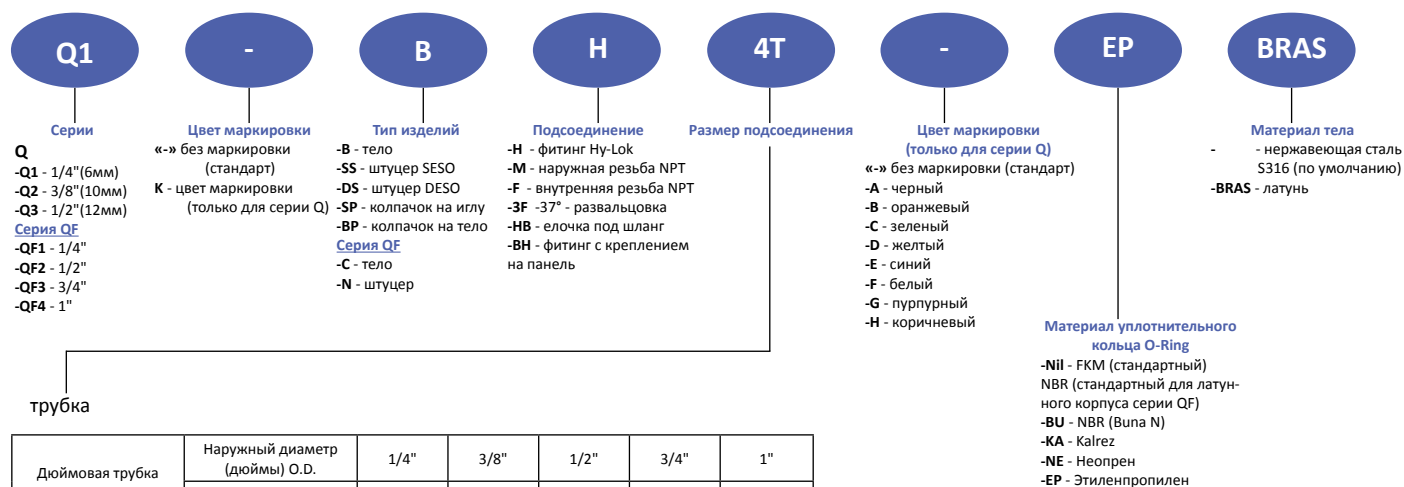 Q1 - B H 4T - EP BRAS
Серии
Q
-Q1 - 1/4"(6мм)
-Q2 - 3/8"(10мм)
-Q3 - 1/2"(12мм)
Серия QF
-QF1 - 1/4"
-QF2 - 1/2"
-QF3 - 3/4"
-QF4 - 1"
Цвет маркировки
«-» без маркировки
(стандарт)
K - цвет маркировки
(только для серии Q)
Тип изделий
-B - тело
-SS - штуцер SESO
-DS - штуцер DESO
-SP - колпачок на иглу
-BP - колпачок на тело
Серия QF
-C - тело
-N - штуцер
Подсоединение
-H - фитинг Hy-Lok
-M - наружная резьба NPT
-F - внутренняя резьба NPT
-3F -37° - развальцовка
-HB - елочка под шланг
-BH - фитинг с креплением
на панель
Размер подсоединения
Цвет маркировки
(только для серии Q)
«-» без маркировки (стандарт)
-A - черный
-B - оранжевый
-C - зеленый
-D - желтый
-E - синий
-F - белый
-G - пурпурный
-H - коричневый
Материал уплотнительного
кольца O-Ring
-Nil - FKM (стандартный)
NBR (стандартный для латун-
ного корпуса серии QF)
-BU - NBR (Buna N)
-KA - Kalrez
-NE - Неопрен
-EP - Этиленпропилен
Материал тела
- - нержавеющая сталь
S316 (по умолчанию)
-BRAS - латунь
трубка
Дюймовая трубка
Наружный диаметр
(дюймы) O.D.
1/4" 3/8" 1/2" 3/4" 1"